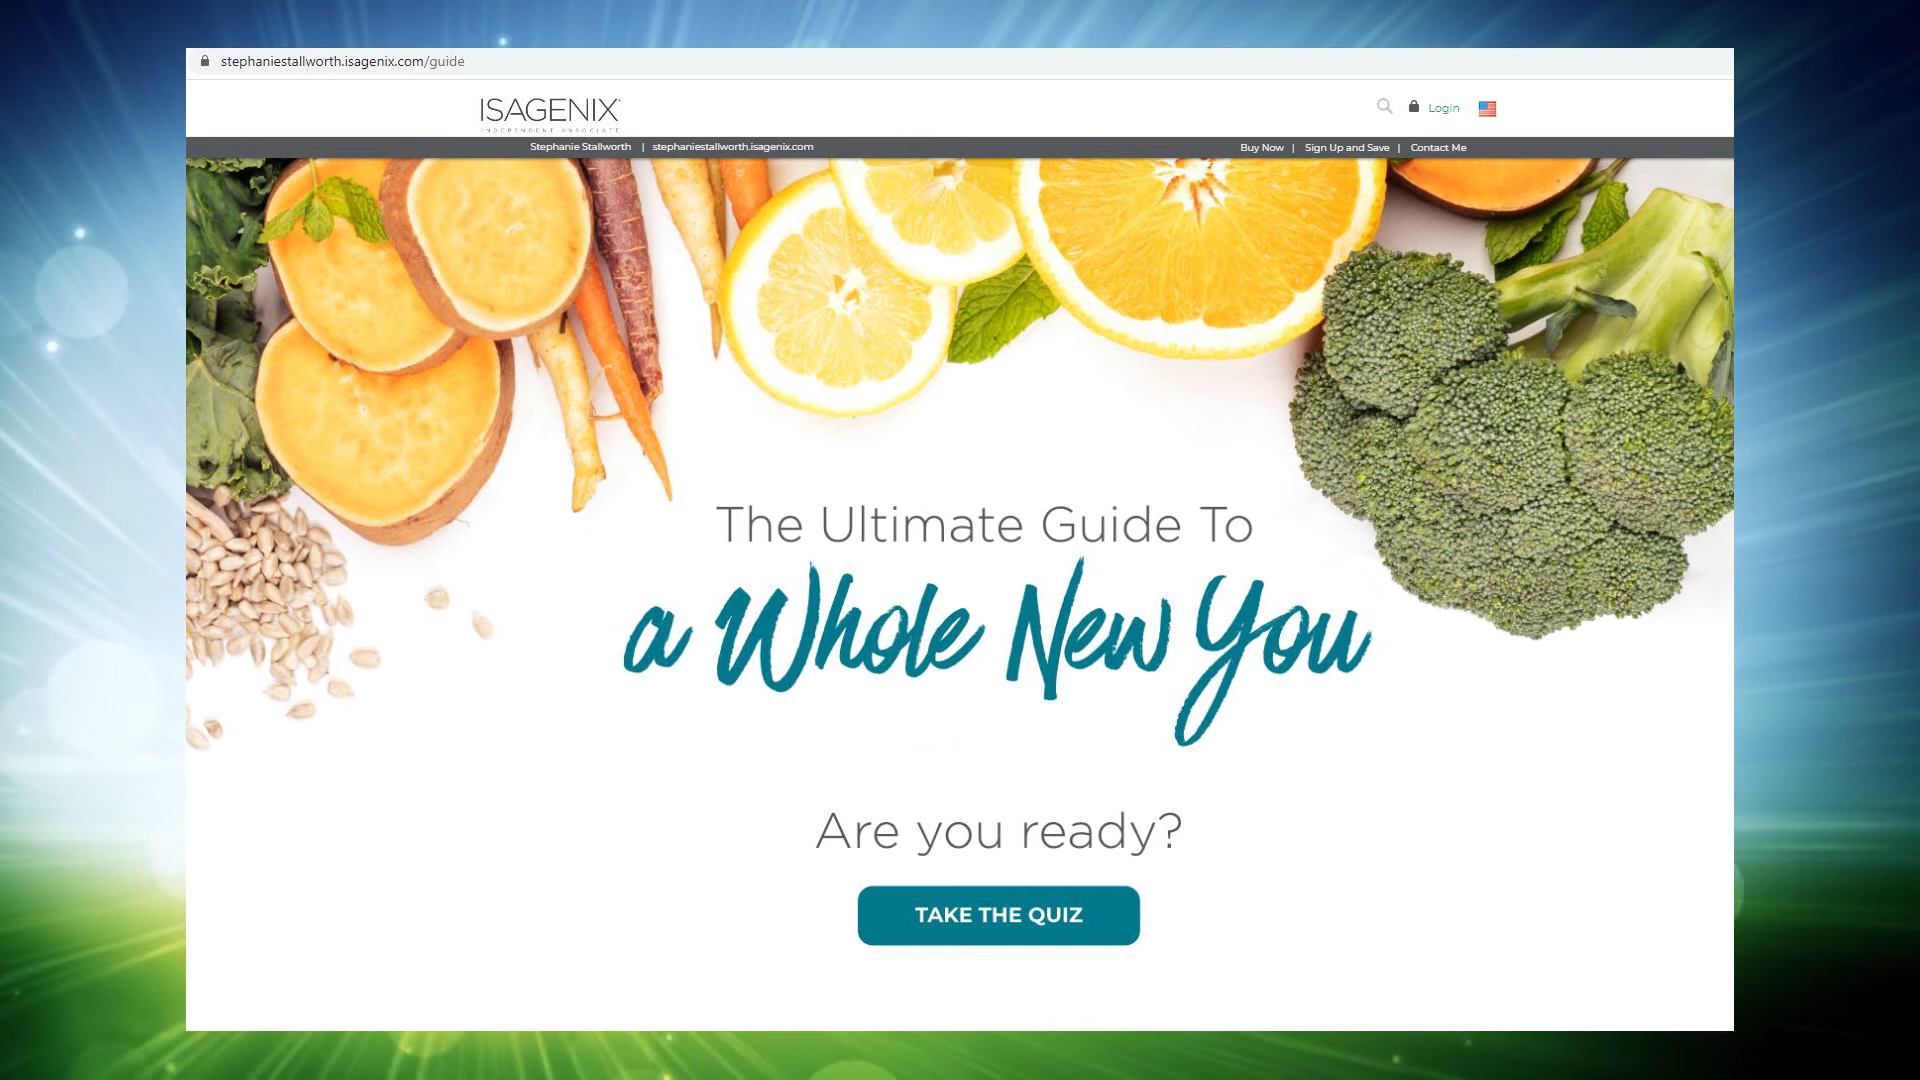 stephaniestallworth.isagenix.com/guide
ISAGENIX
INDEPENDENT ASSOCIATE
Login
Stephanie Stallworth | stephaniestallworth.isagenix.com
Buy Now | Sign Up and Save | Contact Me
The Ultimate Guide To
a Whole New You
Are you ready?
TAKE THE QUIZ